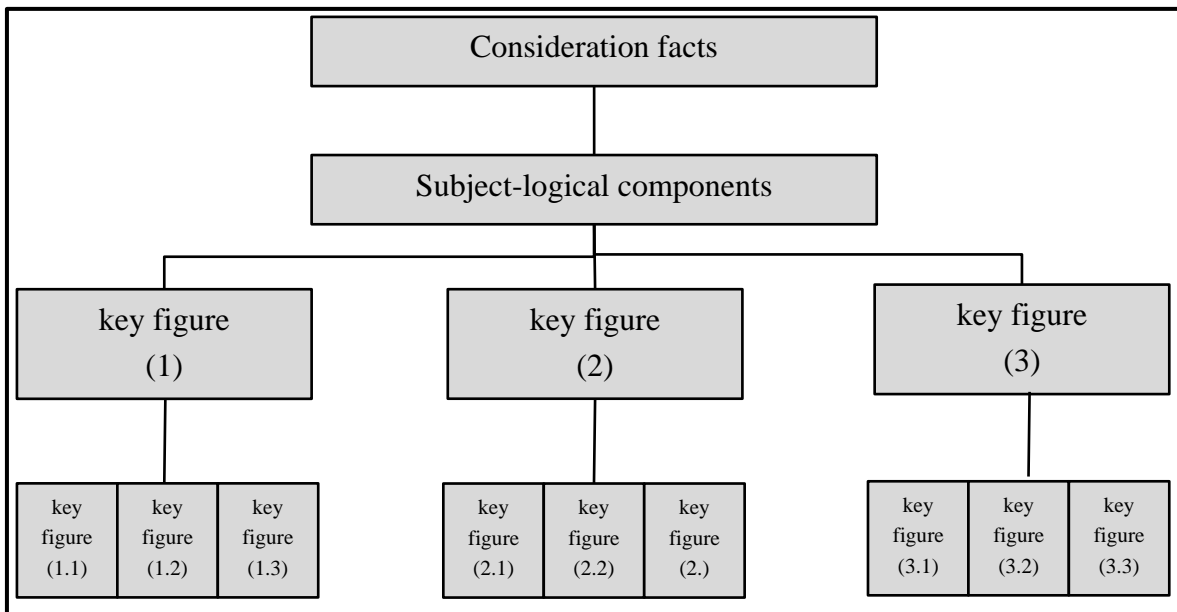 Consideration facts
Subject-logical components
key figure
(1)
key figure
(2)
key figure
(3)
key
figure
(1.1)
key
figure
(1.2)
key
figure
(1.3)
key
figure
(2.1)
key
figure
(2.2)
key
figure
(2.)
key
figure
(3.1)
key
figure
(3.2)
key
figure
(3.3)